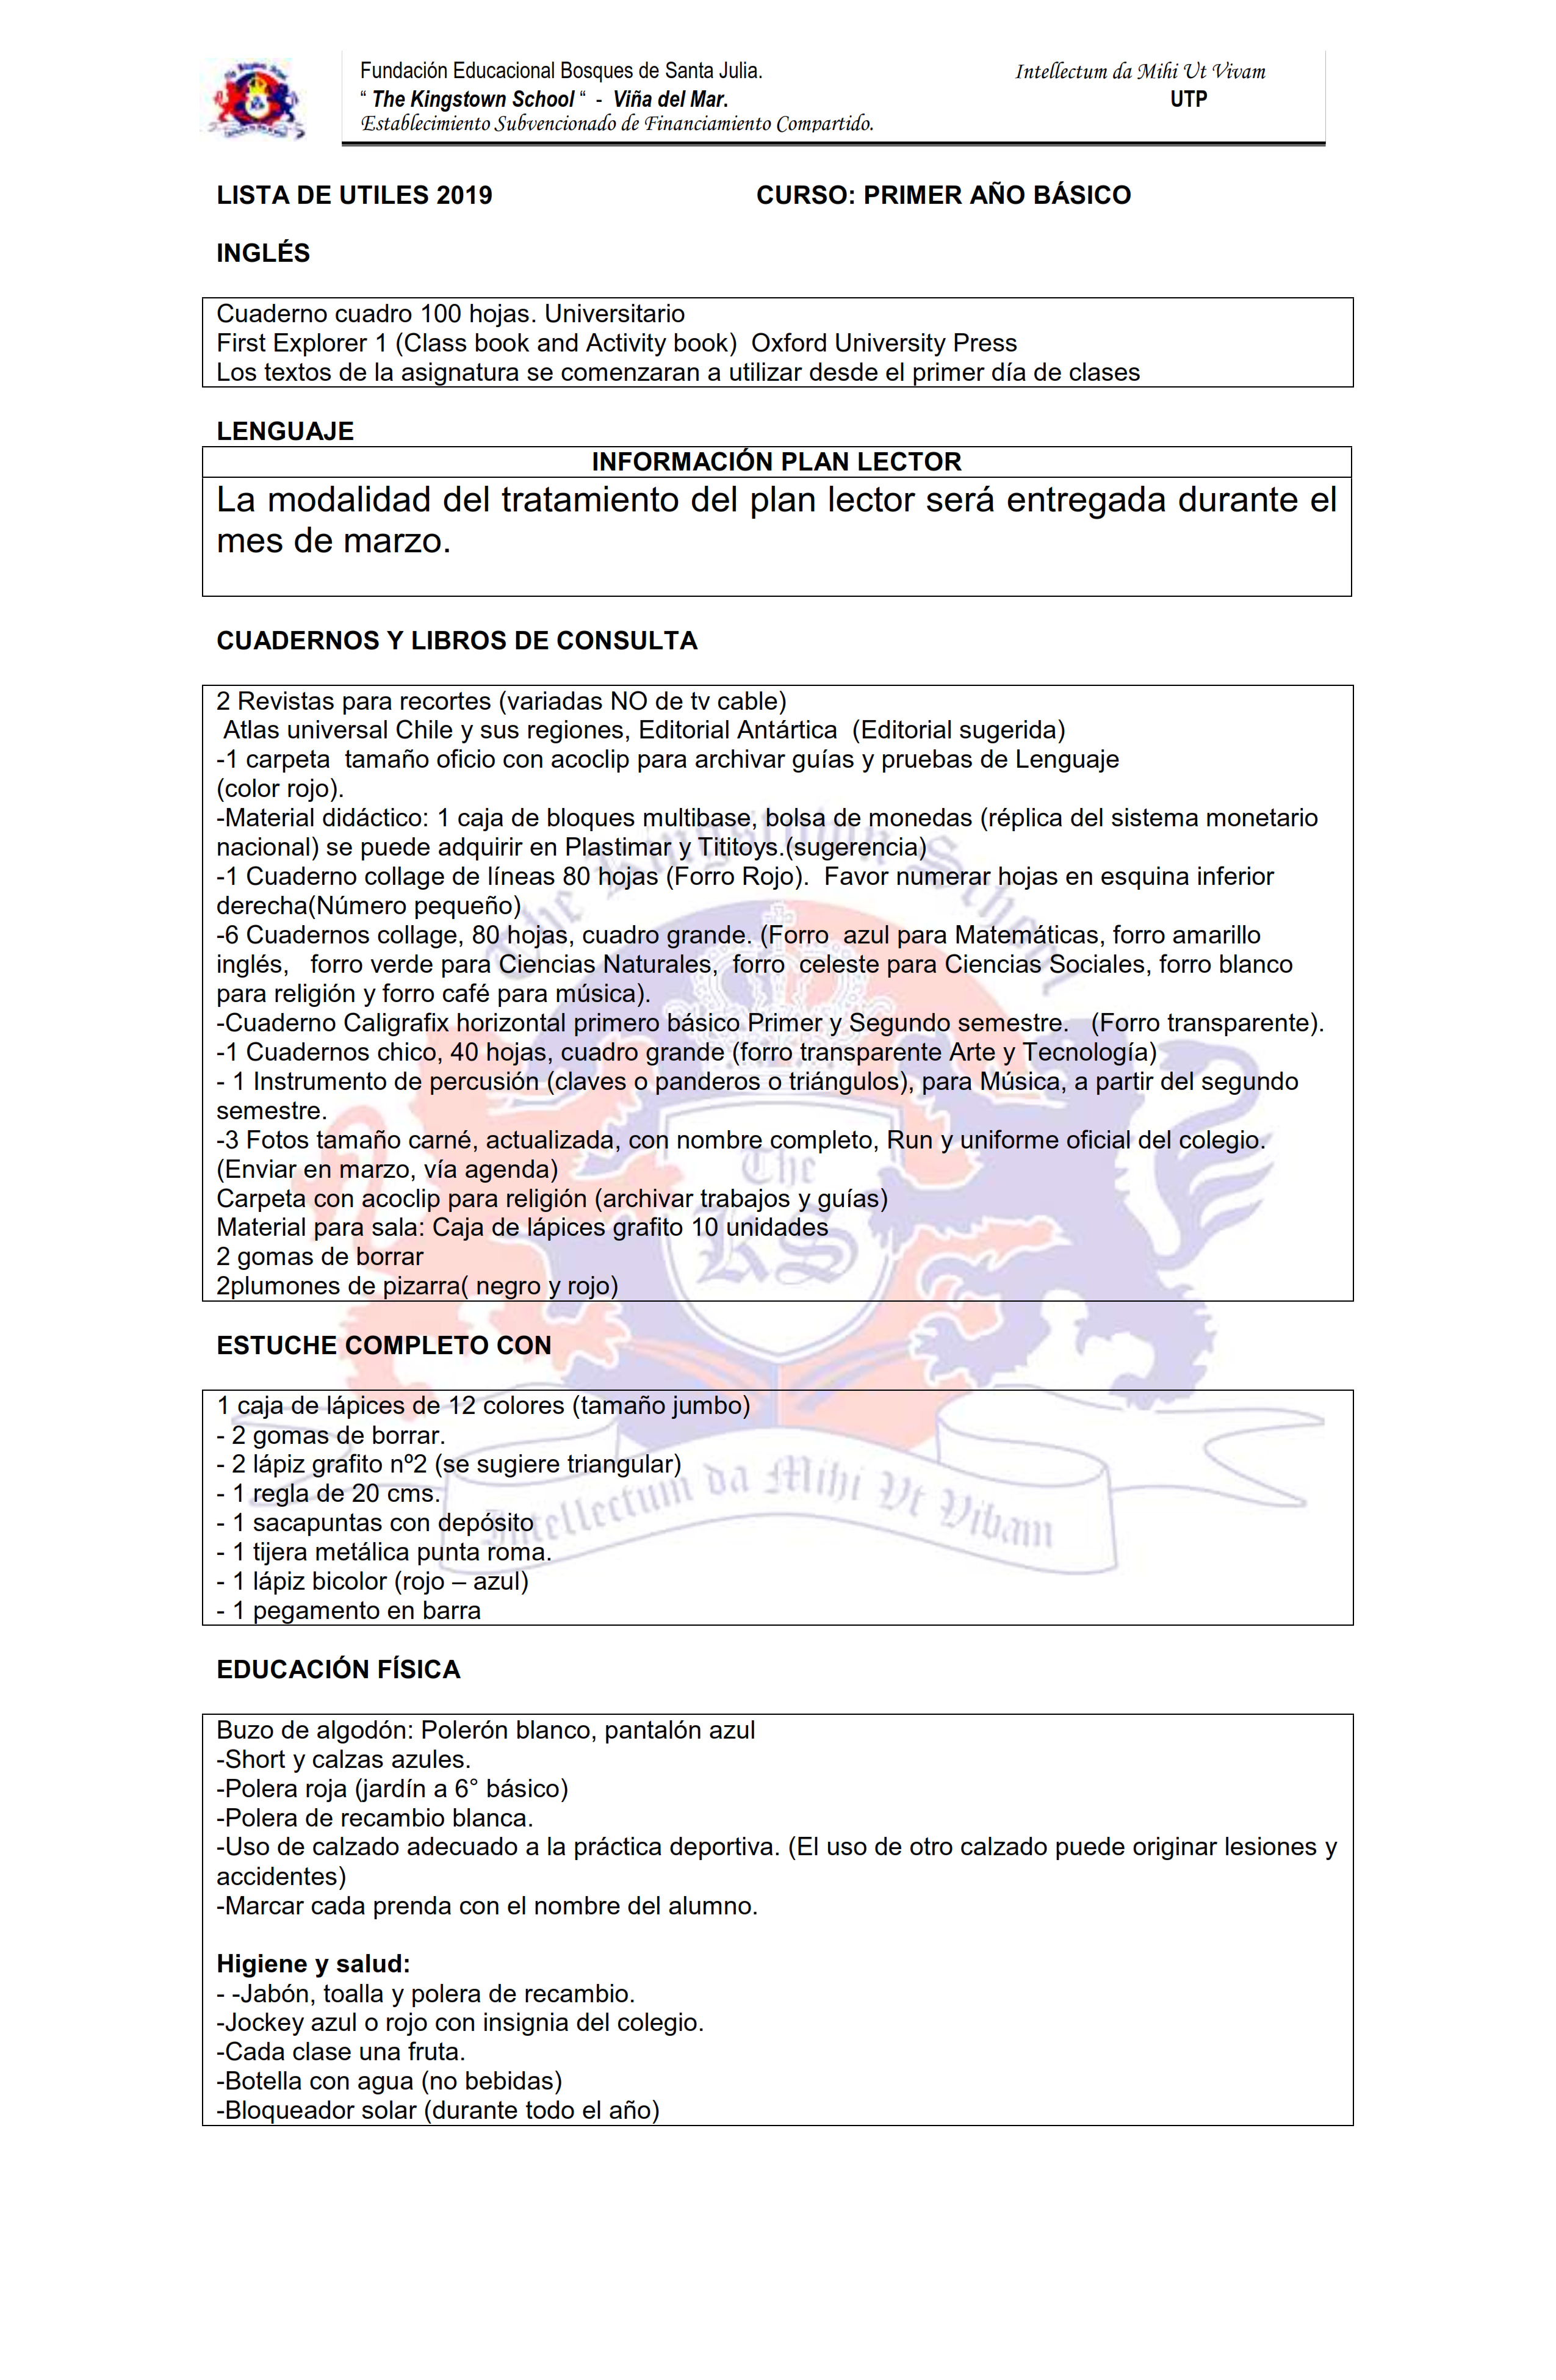 Fundación Educacional Bosques de Santa Julia.
Intellectum da Mihi Ut Vivam
“ The Kingstown School “ - Viña del Mar.
UTP
Establecimiento Subvencionado de Financiamiento Compartido.
LISTA DE UTILES 2019
CURSO: PRIMER AÑO BÁSICO
INGLÉS
Cuaderno cuadro 100 hojas. Universitario
First Explorer 1 (Class book and Activity book) Oxford University Press
Los textos de la asignatura se comenzaran a utilizar desde el primer día de clases
LENGUAJE
INFORMACIÓN PLAN LECTOR
La modalidad del tratamiento del plan lector será entregada durante el
mes de marzo.
CUADERNOS Y LIBROS DE CONSULTA
2 Revistas para recortes (variadas NO de tv cable)
Atlas universal Chile y sus regiones, Editorial Antártica (Editorial sugerida)
-1 carpeta tamaño oficio con acoclip para archivar guías y pruebas de Lenguaje
(color rojo).
-Material didáctico: 1 caja de bloques multibase, bolsa de monedas (réplica del sistema monetario
nacional) se puede adquirir en Plastimar y Tititoys.(sugerencia)
-1 Cuaderno collage de líneas 80 hojas (Forro Rojo). Favor numerar hojas en esquina inferior
derecha(Número pequeño)
-6 Cuadernos collage, 80 hojas, cuadro grande. (Forro azul para Matemáticas, forro amarillo
inglés, forro verde para Ciencias Naturales, forro celeste para Ciencias Sociales, forro blanco
para religión y forro café para música).
-Cuaderno Caligrafix horizontal primero básico Primer y Segundo semestre. (Forro transparente).
-1 Cuadernos chico, 40 hojas, cuadro grande (forro transparente Arte y Tecnología)
- 1 Instrumento de percusión (claves o panderos o triángulos), para Música, a partir del segundo
semestre.
-3 Fotos tamaño carné, actualizada, con nombre completo, Run y uniforme oficial del colegio.
(Enviar en marzo, vía agenda)
Carpeta con acoclip para religión (archivar trabajos y guías)
Material para sala: Caja de lápices grafito 10 unidades
2 gomas de borrar
2plumones de pizarra( negro y rojo)
The Kingstown School
The
KS
ESTUCHE COMPLETO CON
1 caja de lápices de 12 colores (tamaño jumbo)
- 2 gomas de borrar.
- 2 lápiz grafito nº2 (se sugiere triangular)
- 1 regla de 20 cms.
- 1 sacapuntas con depósito
- 1 tijera metálica punta roma.
- 1 lápiz bicolor (rojo – azul)
- 1 pegamento en barra
Intellectum da Mihi Vt Vibam
EDUCACIÓN FÍSICA
Buzo de algodón: Polerón blanco, pantalón azul
-Short y calzas azules.
-Polera roja (jardín a 6° básico)
-Polera de recambio blanca.
-Uso de calzado adecuado a la práctica deportiva. (El uso de otro calzado puede originar lesiones y
accidentes)
-Marcar cada prenda con el nombre del alumno.
Higiene y salud:
- -Jabón, toalla y polera de recambio.
-Jockey azul o rojo con insignia del colegio.
-Cada clase una fruta.
-Botella con agua (no bebidas)
-Bloqueador solar (durante todo el año)